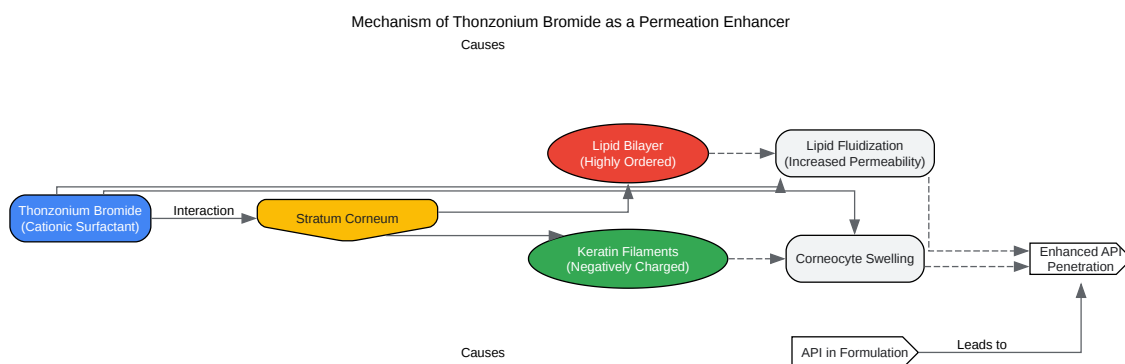 Mechanism of Thonzonium Bromide as a Permeation Enhancer
Causes
Lipid Bilayer
(Highly Ordered)
Lipid Fluidization
(Increased Permeability)
Thonzonium Bromide
(Cationic Surfactant)
Interaction
Stratum Corneum
Keratin Filaments
(Negatively Charged)
Corneocyte Swelling
Enhanced API
Penetration
Causes
API in Formulation
Leads to